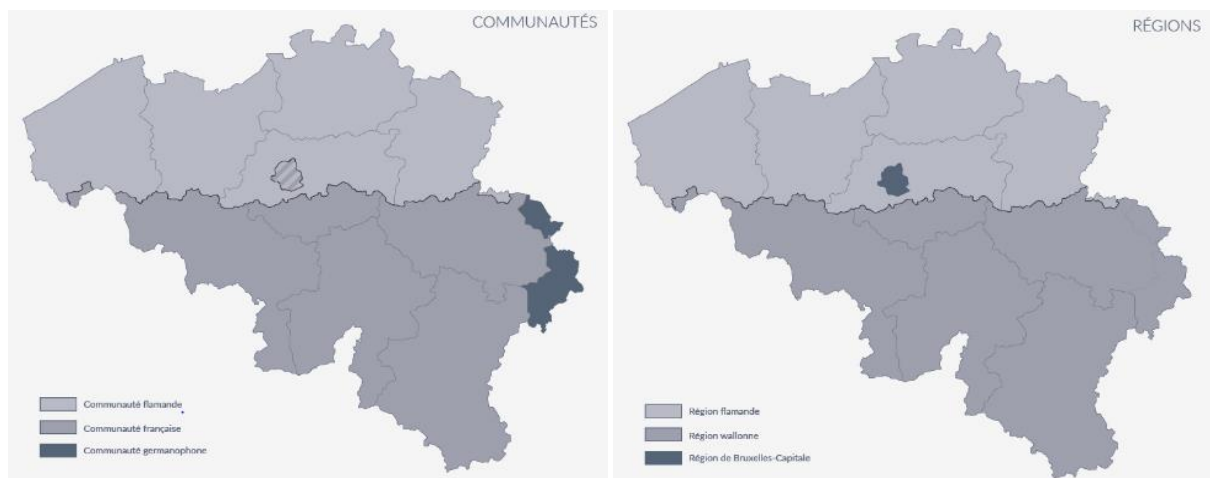 COMMUNAUTÉS
Communauté flamande
Communauté française
Communauté germanophone
RÉGIONS
Région flamande
Région wallonne
Région de Bruxelles-Capitale